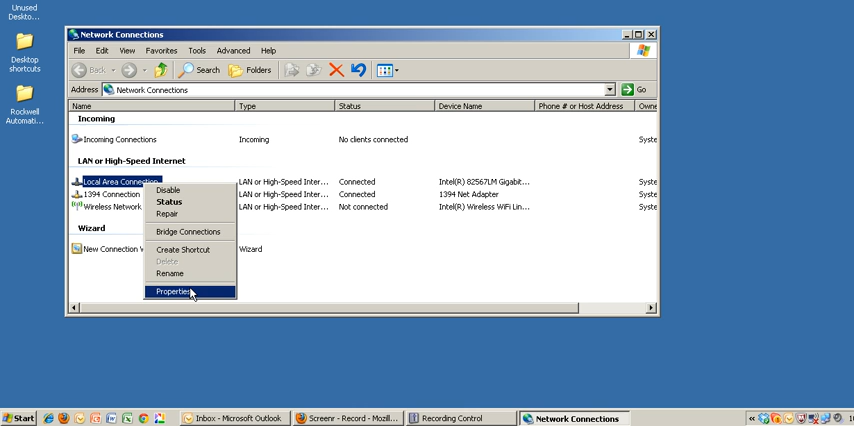 Unused
Deskto...
Desktop
shortcuts
Rockwell
Automati...
Network Connections
File Edit View Favorites Tools Advanced Help
Back Search Folders
Address Network Connections Go
Name Type Status Device Name Phone # or Host Address Owne
Incoming
Incoming Connections Incoming No clients connected Syste
LAN or High-Speed Internet
Local Area Connection LAN or High-Speed Inter... Connected Intel(R) 82567LM Gigabit... Syste
1394 Connection LAN or High-Speed Inter... Connected 1394 Net Adapter Syste
Wireless Network LAN or High-Speed Inter... Not connected Intel(R) Wireless WiFi Lin... Syste
Wizard
New Connection W Wizard
Disable
Status
Repair
Bridge Connections
Create Shortcut
Delete
Rename
Properties
Start Inbox - Microsoft Outlook Screenr - Record - Mozill... Recording Control Network Connections